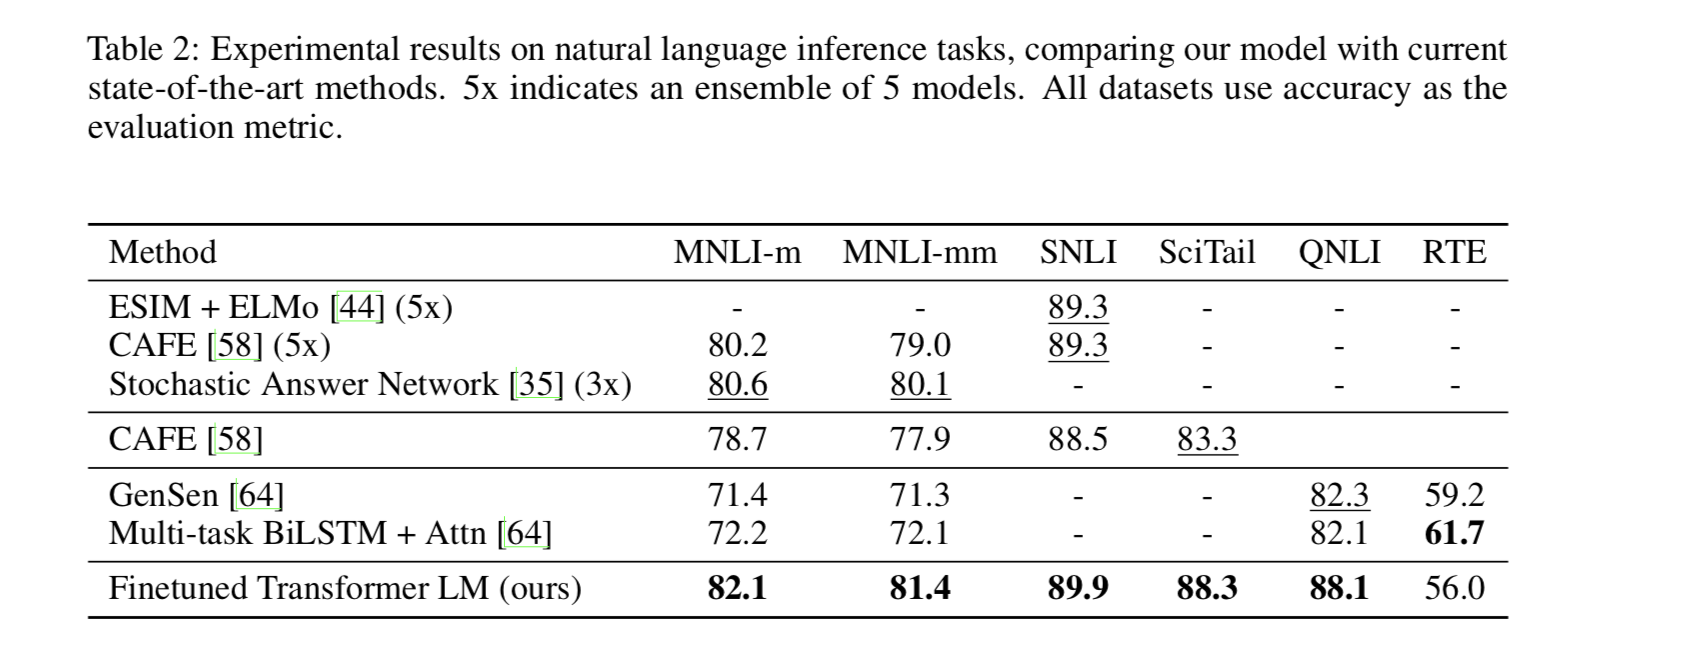 Table 2: Experimental results on natural language inference tasks, comparing our model with current
state-of-the-art methods. 5x indicates an ensemble of 5 models. All datasets use accuracy as the
evaluation metric.
Method MNLI-m MNLI-mm SNLI SciTail QNLI RTE
ESIM + ELMo [44] (5x) - - 89.3 - - -
CAFE [58] (5x) 80.2 79.0 89.3 - - -
Stochastic Answer Network [35] (3x) 80.6 80.1 - - - -
CAFE [58] 78.7 77.9 88.5 83.3
GenSen [64] 71.4 71.3 - - 82.3 59.2
Multi-task BiLSTM + Attn [64] 72.2 72.1 - - 82.1 61.7
Finetuned Transformer LM (ours) 82.1 81.4 89.9 88.3 88.1 56.0